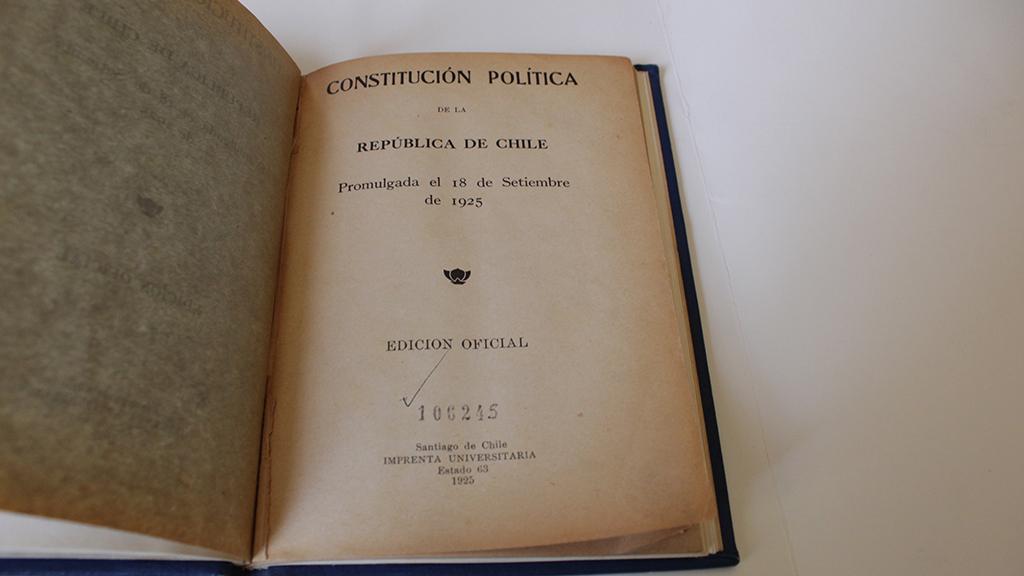 CONSTITUCIÓN POLÍTICA
DE LA
REPÚBLICA DE CHILE
Promulgada el 18 de Setiembre
de 1925
EDICION OFICIAL
106245
Santiago de Chile
IMPRENTA UNIVERSITARIA
Estado 63
1925